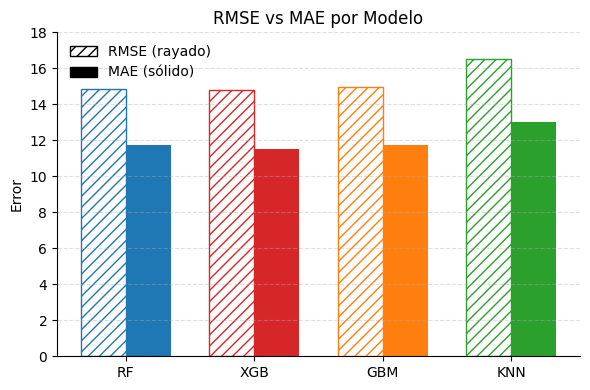 RMSE vs MAE por Modelo
RMSE (rayado)
MAE (sólido)
Error
18
16
14
12
10
8
6
4
2
0
RF
XGB
GBM
KNN